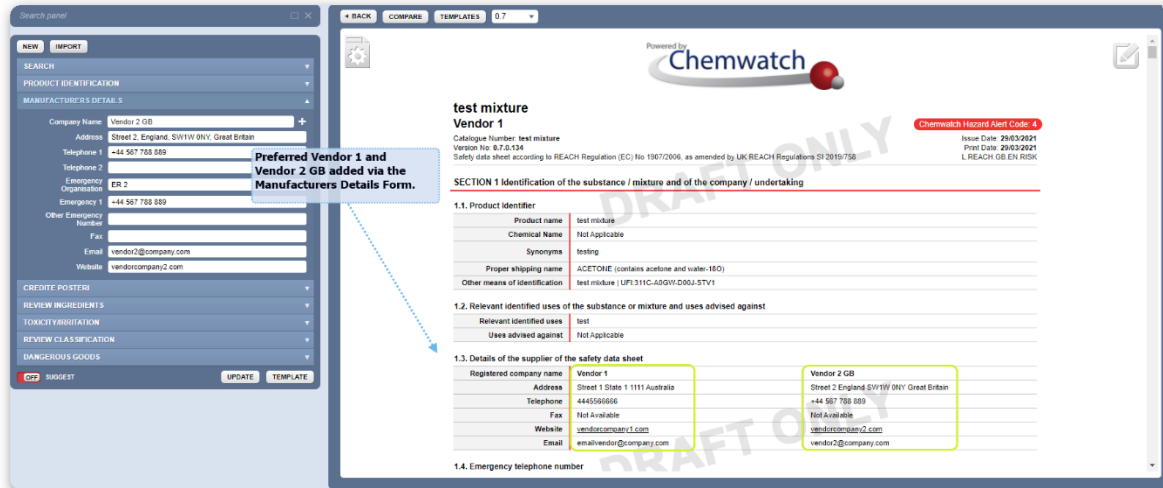 Search panel
NEW IMPORT
SEARCH
PRODUCT IDENTIFICATION
MANUFACTURERS DETAILS
Company Name Vendor 2 GB
Address Street 2, England, SW1W 0NY, Great Britain
Telephone 1 +44 567 788 889
Telephone 2
Emergency Organisation ER 2
Emergency 1 +44 567 788 889
Other Emergency Number
Fax
Email vendor2@company.com
Website vendorcompany2.com
CREDITE POSTERI
REVIEW INGREDIENTS
TOXICITY/IRRITATION
REVIEW CLASSIFICATION
DANGEROUS GOODS
OFF SUGGEST UPDATE TEMPLATE
Preferred Vendor 1 and
Vendor 2 GB added via the
Manufacturers Details Form.
BACK COMPARE TEMPLATES 0.7
Powered by
Chemwatch
test mixture
Vendor 1
Chemwatch Hazard Alert Code: 4
Catalogue Number: test mixture
Issue Date: 29/03/2021
Version No: 0.7.0.134
Print Date: 29/03/2021
Safety data sheet according to REACH Regulation (EC) No 1907/2006, as amended by UK REACH Regulations SI 2019/758
L.REACH.GB.EN.RISK
DRAFT ONLY
SECTION 1 Identification of the substance / mixture and of the company / undertaking
1.1. Product Identifier
Product name test mixture
Chemical Name Not Applicable
Synonyms testing
Proper shipping name ACETONE (contains acetone and water-18O)
Other means of identification test mixture | UFI:311C-A0GW-D00J-STV1
1.2. Relevant identified uses of the substance or mixture and uses advised against
Relevant identified uses test
Uses advised against Not Applicable
1.3. Details of the supplier of the safety data sheet
Registered company name Vendor 1 Vendor 2 GB
Address Street 1 State 1 1111 Australia Street 2 England SW1W 0NY Great Britain
Telephone 4445566666 +44 567 788 889
Fax Not Available Not Available
Website vendorcompany1.com vendorcompany2.com
Email emailvendor@company.com vendor2@company.com
DRAFT ONLY
1.4. Emergency telephone number